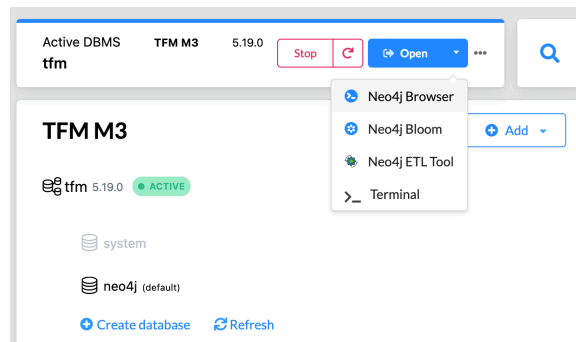 Active DBMS TFM M3 5.19.0
tfm
Stop Open
Neo4j Browser
Neo4j Bloom
Neo4j ETL Tool
Terminal
TFM M3
Add
tfm 5.19.0 ACTIVE
system
neo4j (default)
Create database Refresh